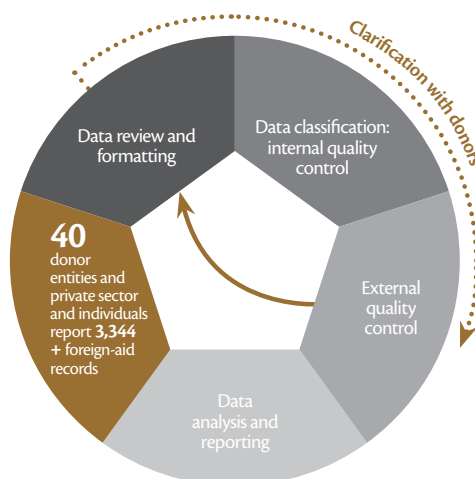 Clarification with donors
Data review and
formatting
Data classification:
internal quality
control
40
donor
entities and
private sector
and individuals
report 3,344
+ foreign-aid
records
External
quality
control
Data
analysis and
reporting